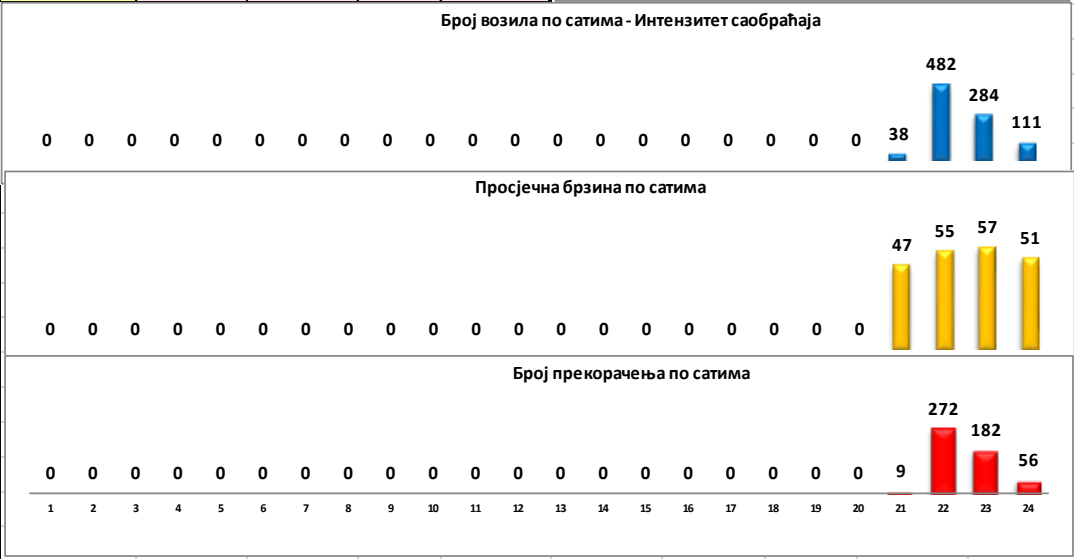 Број возила по сатима - Интензитет саобраћаја
0 0 0 0 0 0 0 0 0 0 0 0 0 0 0 0 0 0 0 0 38 482 284 111
Просјечна брзина по сатима
0 0 0 0 0 0 0 0 0 0 0 0 0 0 0 0 0 0 0 0 47 55 57 51
Број прекорачења по сатима
0 0 0 0 0 0 0 0 0 0 0 0 0 0 0 0 0 0 0 0 9 272 182 56
1 2 3 4 5 6 7 8 9 10 11 12 13 14 15 16 17 18 19 20 21 22 23 24